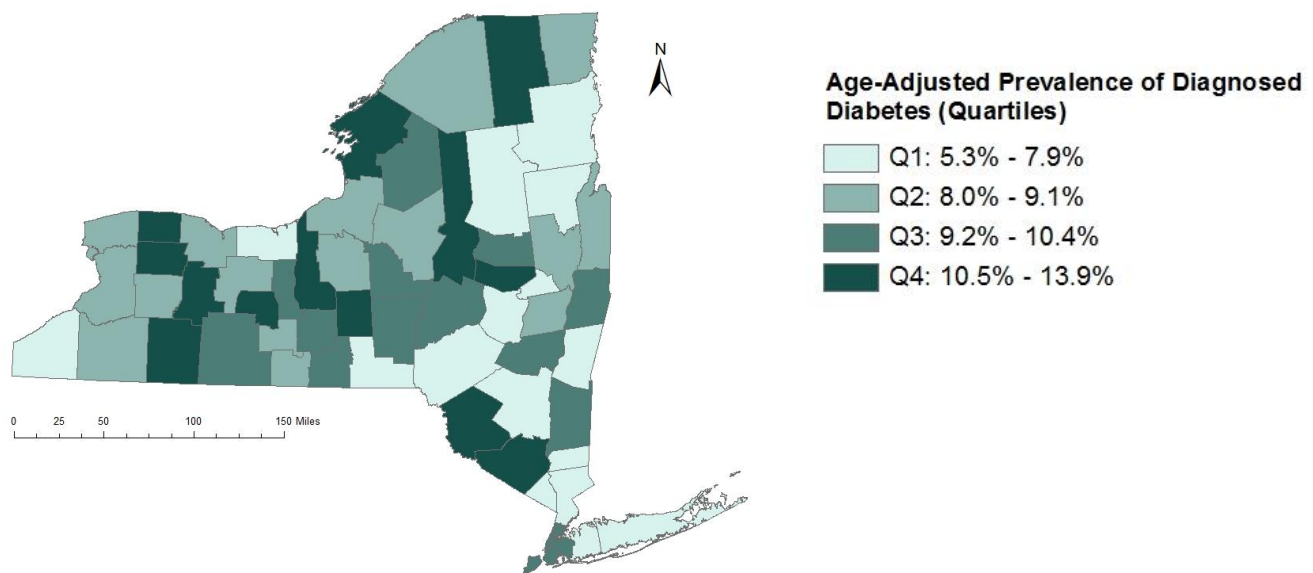 N
Age-Adjusted Prevalence of Diagnosed
Diabetes (Quartiles)
Q1: 5.3% - 7.9%
Q2: 8.0% - 9.1%
Q3: 9.2% - 10.4%
Q4: 10.5% - 13.9%
0 25 50 100 150 Miles